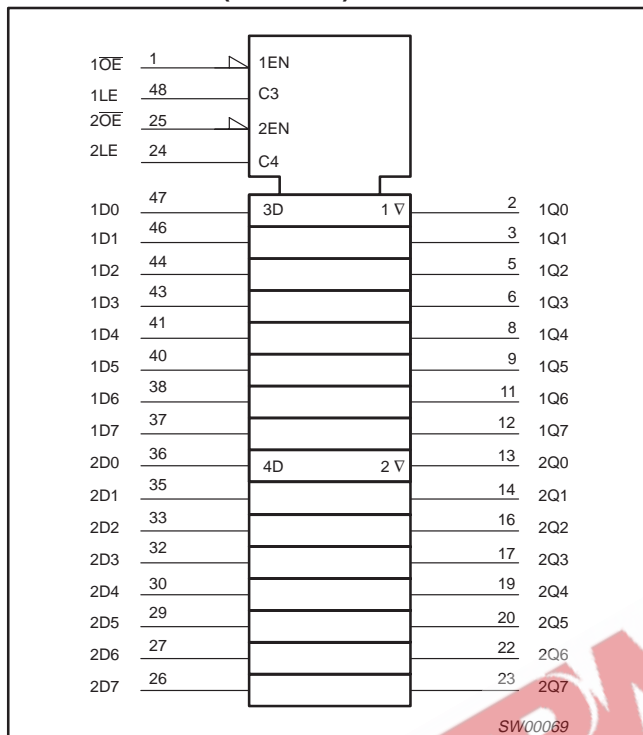 1O̅E̅ 1 1EN
1LE 48 C3
2O̅E̅ 25 2EN
2LE 24 C4
1D0 47 3D 1 ∇ 2 1Q0
1D1 46 3 1Q1
1D2 44 5 1Q2
1D3 43 6 1Q3
1D4 41 8 1Q4
1D5 40 9 1Q5
1D6 38 11 1Q6
1D7 37 12 1Q7
2D0 36 4D 2 ∇ 13 2Q0
2D1 35 14 2Q1
2D2 33 16 2Q2
2D3 32 17 2Q3
2D4 30 19 2Q4
2D5 29 20 2Q5
2D6 27 22 2Q6
2D7 26 23 2Q7
SW00069